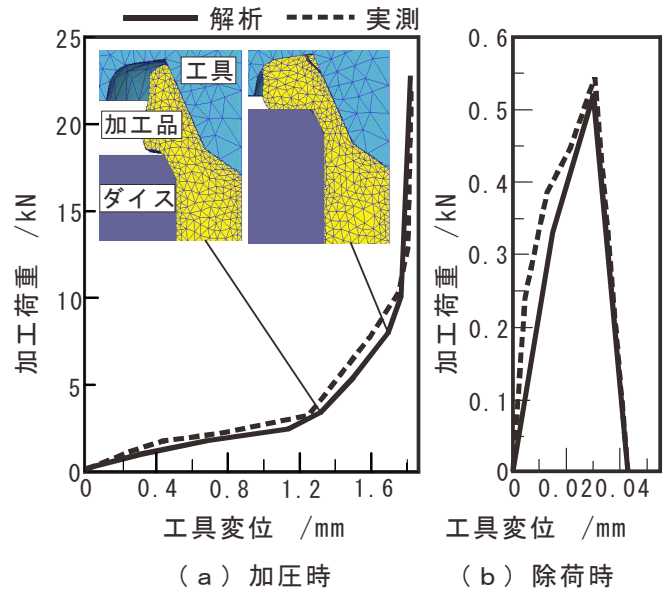 解析 実測
25
20
15
10
5
0
加工荷重 /kN
工具
加工品
ダイス
0 0.4 0.8 1.2 1.6
工具変位 /mm
(a)加圧時
0.6
0.5
0.4
0.3
0.2
0.1
0
加工荷重 /kN
0 0.02 0.04
工具変位 /mm
(b)除荷時